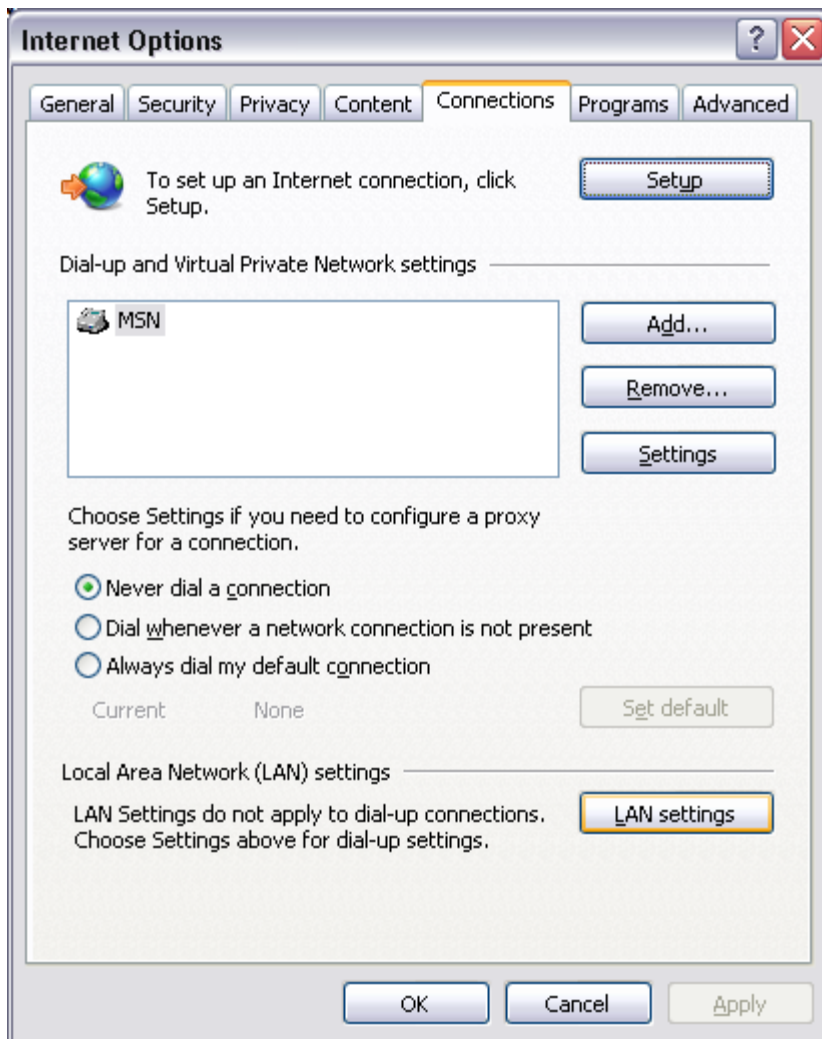 Internet Options
General Security Privacy Content Connections Programs Advanced
To set up an Internet connection, click
Setup.
Setup
Dial-up and Virtual Private Network settings
MSN
Add...
Remove...
Settings
Choose Settings if you need to configure a proxy
server for a connection.
Never dial a connection
Dial whenever a network connection is not present
Always dial my default connection
Current None
Set default
Local Area Network (LAN) settings
LAN Settings do not apply to dial-up connections.
Choose Settings above for dial-up settings.
LAN settings
OK Cancel Apply